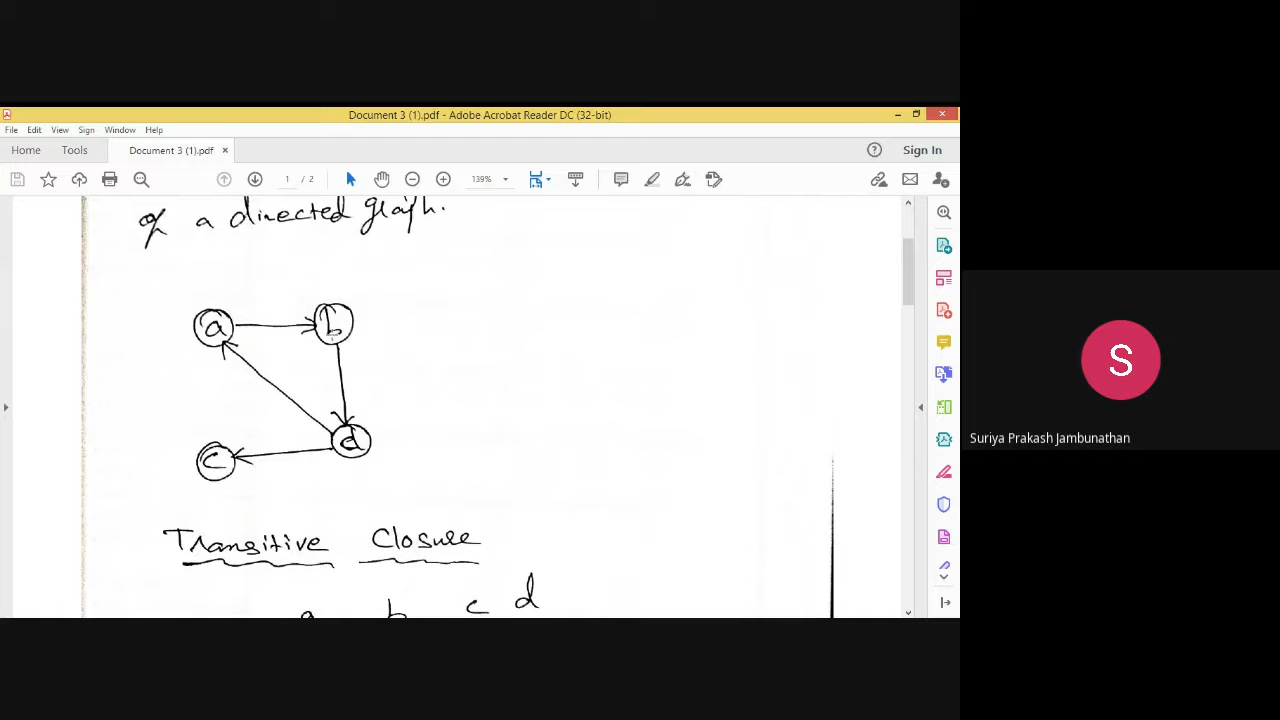 Document 3 (1).pdf - Adobe Acrobat Reader DC (32-bit)
File Edit View Sign Window Help
Home Tools Document 3 (1).pdf × Sign In
1 / 2 139%
of a directed graph.
a b
c d
Transitive Closure
a b c d
S
Suriya Prakash Jambunathan